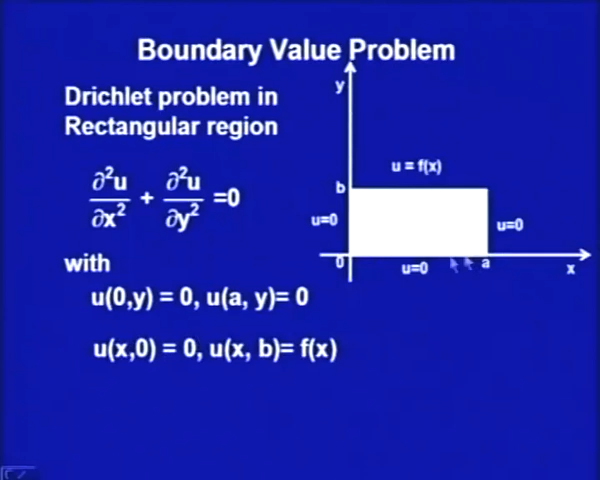 Boundary Value Problem
Drichlet problem in
Rectangular region
∂²u/∂x² + ∂²u/∂y² =0
with
u(0,y) = 0, u(a, y)= 0
u(x,0) = 0, u(x, b)= f(x)
y
u = f(x)
b
u=0
u=0
0
u=0
a
x